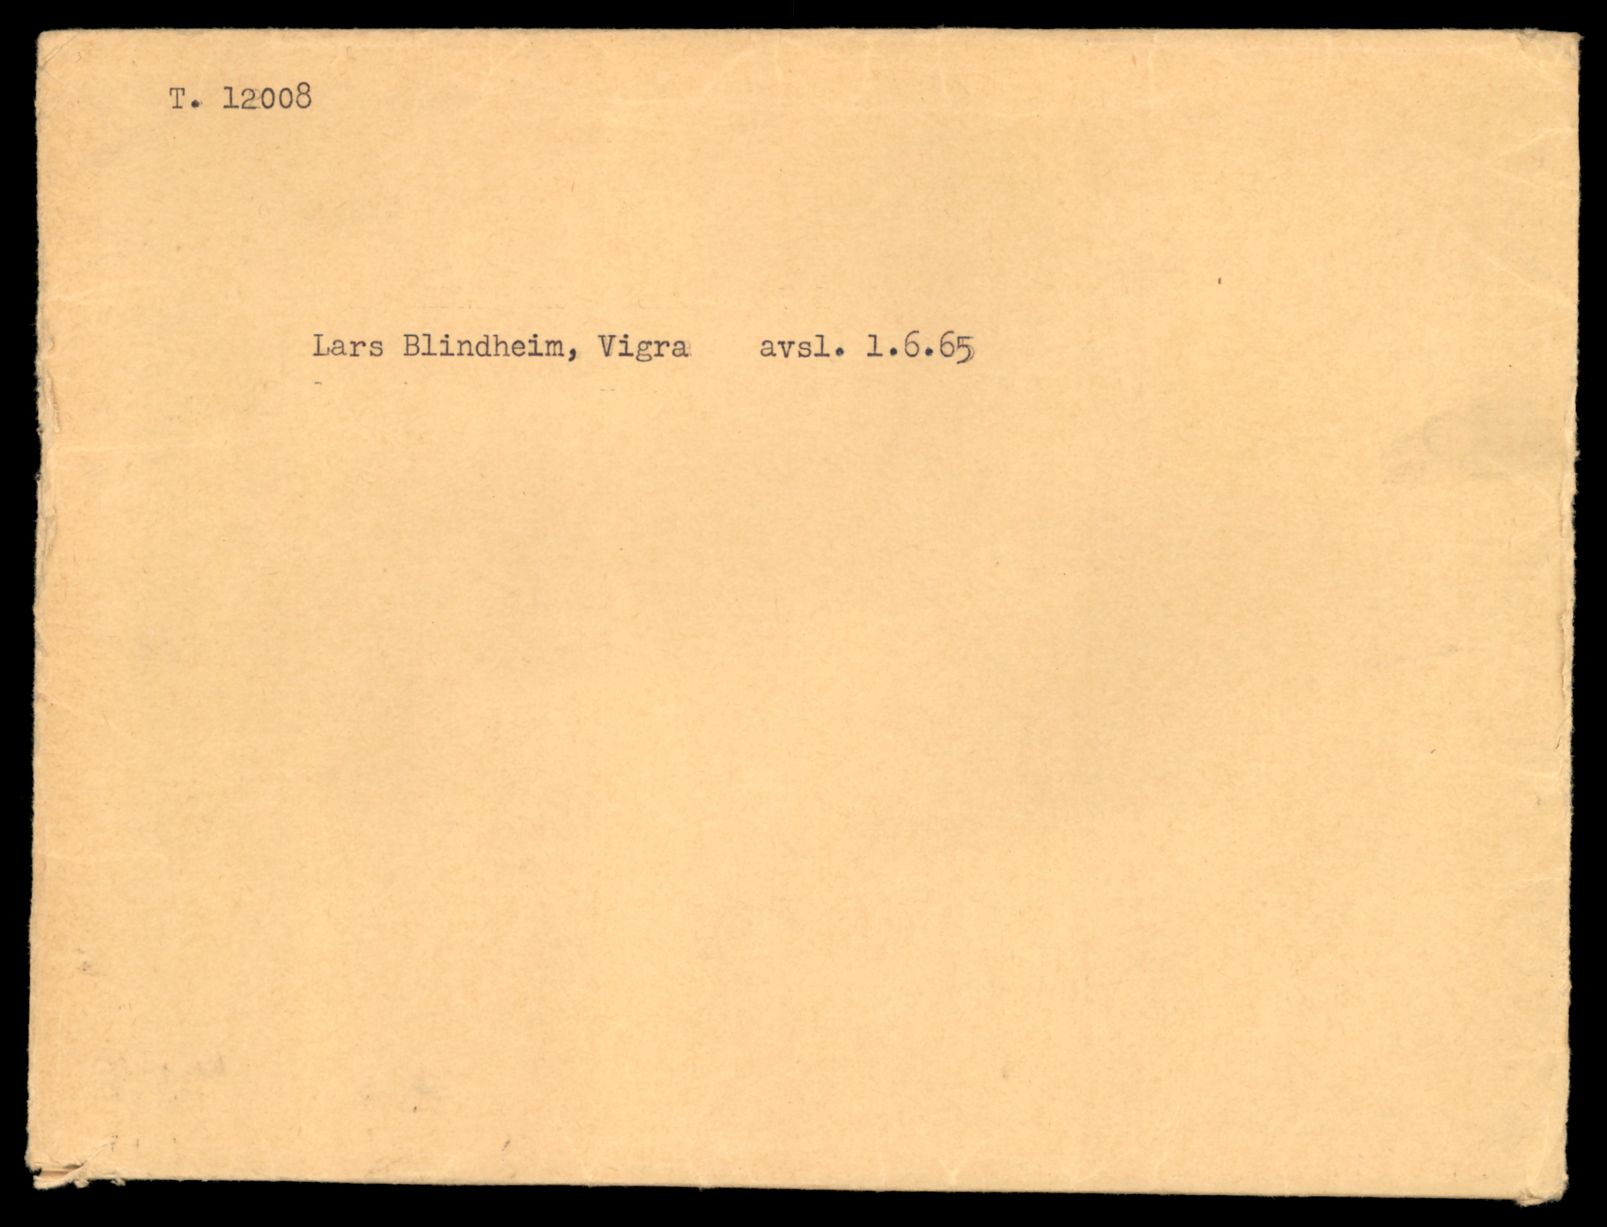 T. 12008
Lars Blindheim, Vigra avsl. 1.6.65